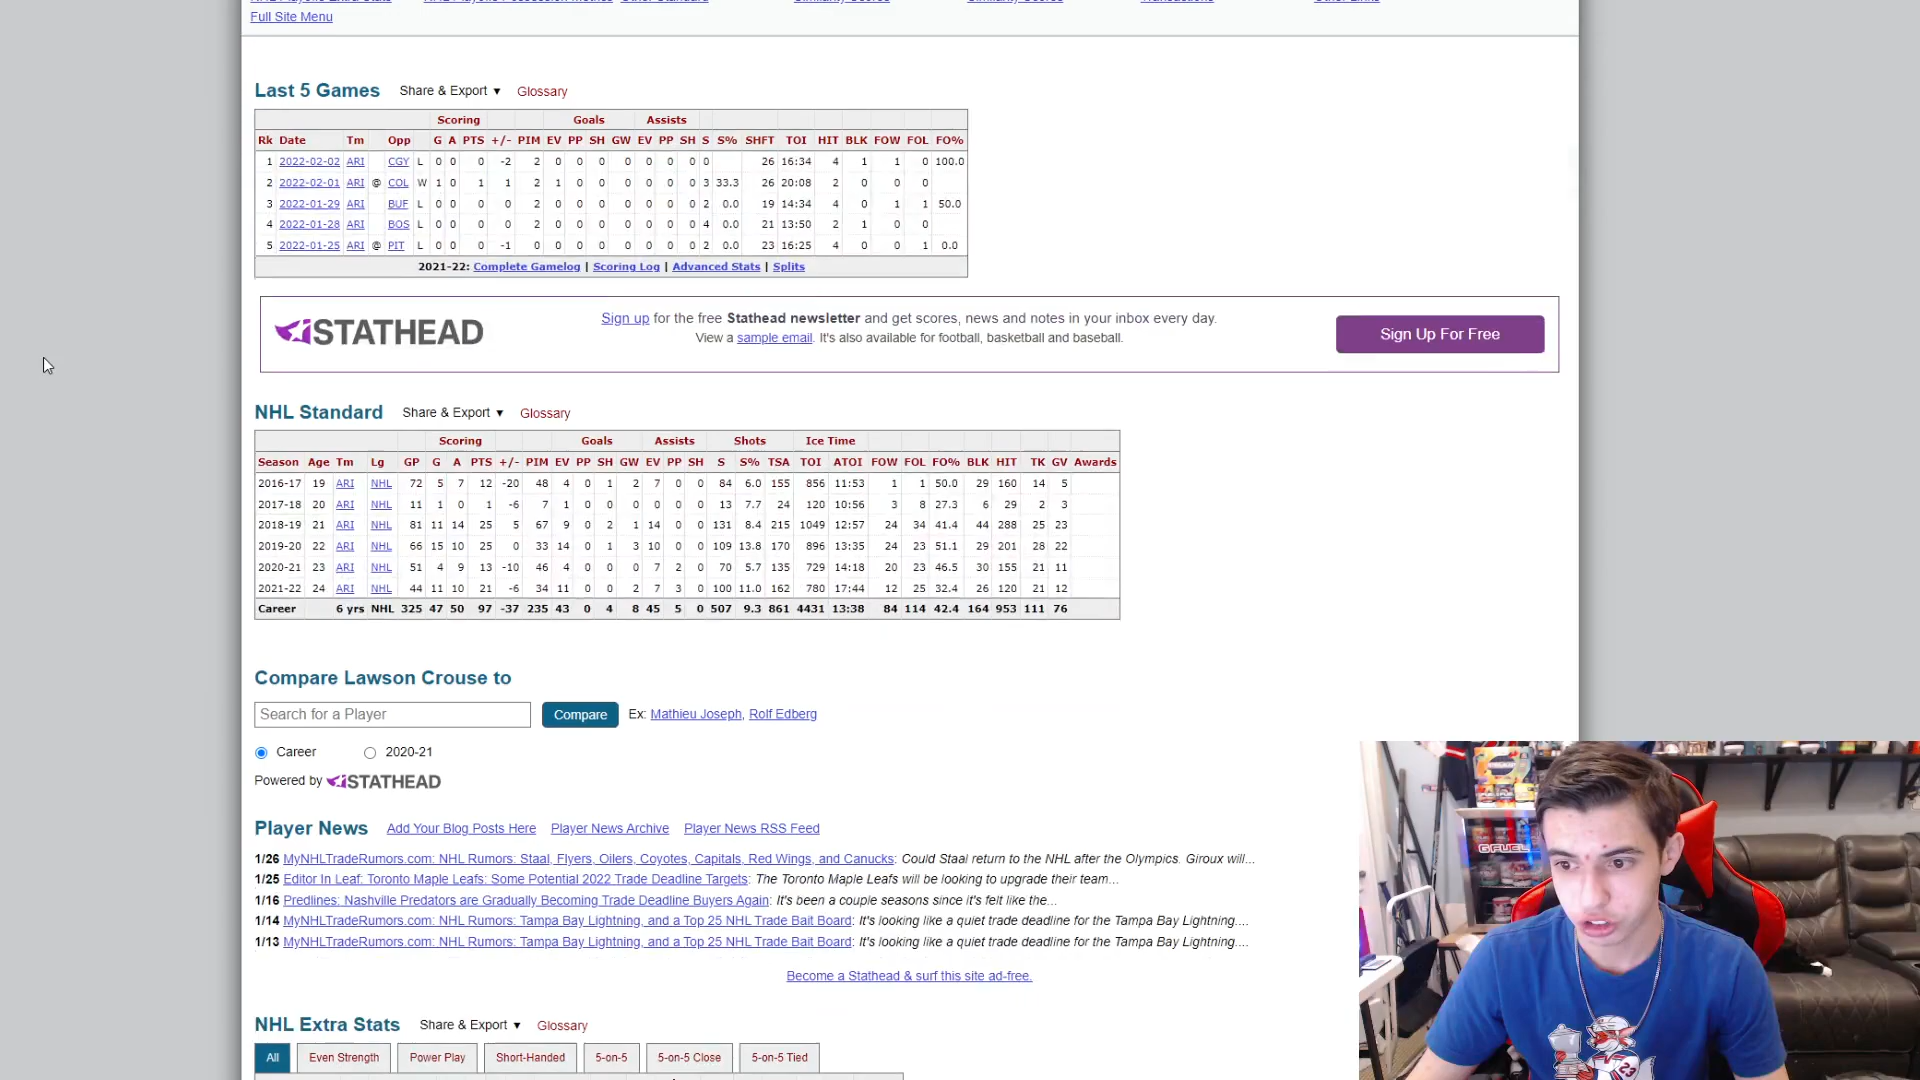 Full Site Menu
Last 5 Games Share & Export ▼ Glossary
Scoring Goals Assists
Rk Date Tm Opp G A PTS +/- PIM EV PP SH GW EV PP SH S S% SHFT TOI HIT BLK FOW FOL FO%
1 2022-02-02 ARI CGY L 0 0 0 -2 2 0 0 0 0 0 0 0 0 26 16:34 4 1 1 0 100.0
2 2022-02-01 ARI @ COL W 1 0 1 1 2 1 0 0 0 0 0 0 3 33.3 26 20:08 2 0 0 0
3 2022-01-29 ARI BUF L 0 0 0 0 2 0 0 0 0 0 0 0 2 0.0 19 14:34 4 0 1 1 50.0
4 2022-01-28 ARI BOS L 0 0 0 0 2 0 0 0 0 0 0 0 4 0.0 21 13:50 2 1 0 0
5 2022-01-25 ARI @ PIT L 0 0 0 -1 0 0 0 0 0 0 0 0 2 0.0 23 16:25 4 0 0 1 0.0
2021-22: Complete Gamelog | Scoring Log | Advanced Stats | Splits
STATHEAD
Sign up for the free Stathead newsletter and get scores, news and notes in your inbox every day.
View a sample email. It's also available for football, basketball and baseball.
Sign Up For Free
NHL Standard Share & Export ▼ Glossary
Scoring Goals Assists Shots Ice Time
Season Age Tm Lg GP G A PTS +/- PIM EV PP SH GW EV PP SH S S% TSA TOI ATOI FOW FOL FO% BLK HIT TK GV Awards
2016-17 19 ARI NHL 72 5 7 12 -20 48 4 0 1 2 7 0 0 84 6.0 155 856 11:53 1 1 50.0 29 160 14 5
2017-18 20 ARI NHL 11 1 0 1 -6 7 1 0 0 0 0 0 0 13 7.7 24 120 10:56 3 8 27.3 6 29 2 3
2018-19 21 ARI NHL 81 11 14 25 5 67 9 0 2 1 14 0 0 131 8.4 215 1049 12:57 24 34 41.4 44 288 25 23
2019-20 22 ARI NHL 66 15 10 25 0 33 14 0 1 3 10 0 0 109 13.8 170 896 13:35 24 23 51.1 29 201 28 22
2020-21 23 ARI NHL 51 4 9 13 -10 46 4 0 0 0 7 2 0 70 5.7 135 729 14:18 20 23 46.5 30 155 21 11
2021-22 24 ARI NHL 44 11 10 21 -6 34 11 0 0 2 7 3 0 100 11.0 162 780 17:44 12 25 32.4 26 120 21 12
Career 6 yrs NHL 325 47 50 97 -37 235 43 0 4 8 45 5 0 507 9.3 861 4431 13:38 84 114 42.4 164 953 111 76
Compare Lawson Crouse to
Search for a Player Compare Ex: Mathieu Joseph, Rolf Edberg
Career 2020-21
Powered by STATHEAD
Player News Add Your Blog Posts Here Player News Archive Player News RSS Feed
1/26 MyNHLTradeRumors.com: NHL Rumors: Staal, Flyers, Oilers, Coyotes, Capitals, Red Wings, and Canucks: Could Staal return to the NHL after the Olympics. Giroux will...
1/25 Editor In Leaf: Toronto Maple Leafs: Some Potential 2022 Trade Deadline Targets: The Toronto Maple Leafs will be looking to upgrade their team...
1/16 Predlines: Nashville Predators are Gradually Becoming Trade Deadline Buyers Again: It's been a couple seasons since it's felt like the...
1/14 MyNHLTradeRumors.com: NHL Rumors: Tampa Bay Lightning, and a Top 25 NHL Trade Bait Board: It's looking like a quiet trade deadline for the Tampa Bay Lightning....
1/13 MyNHLTradeRumors.com: NHL Rumors: Tampa Bay Lightning, and a Top 25 NHL Trade Bait Board: It's looking like a quiet trade deadline for the Tampa Bay Lightning....
Become a Stathead & surf this site ad-free.
NHL Extra Stats Share & Export ▼ Glossary
All Even Strength Power Play Short-Handed 5-on-5 5-on-5 Close 5-on-5 Tied
GFUEL
23